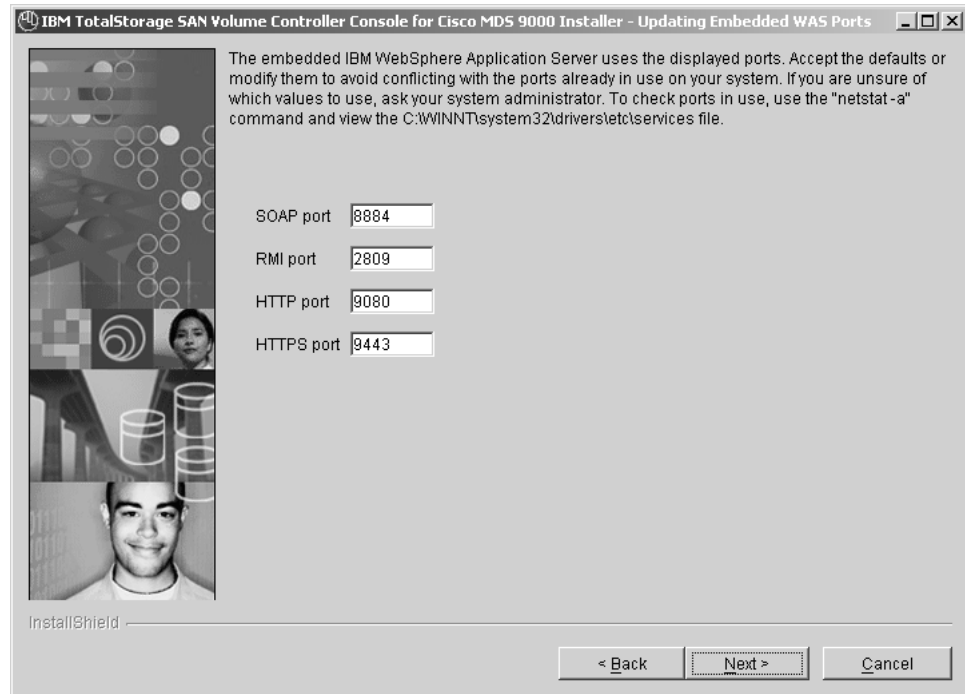 IBM TotalStorage SAN Volume Controller Console for Cisco MDS 9000 Installer - Updating Embedded WAS Ports
The embedded IBM WebSphere Application Server uses the displayed ports. Accept the defaults or
modify them to avoid conflicting with the ports already in use on your system. If you are unsure of
which values to use, ask your system administrator. To check ports in use, use the "netstat -a"
command and view the C:\WINNT\system32\drivers\etc\services file.
SOAP port 8884
RMI port 2809
HTTP port 9080
HTTPS port 9443
InstallShield
< Back Next > Cancel